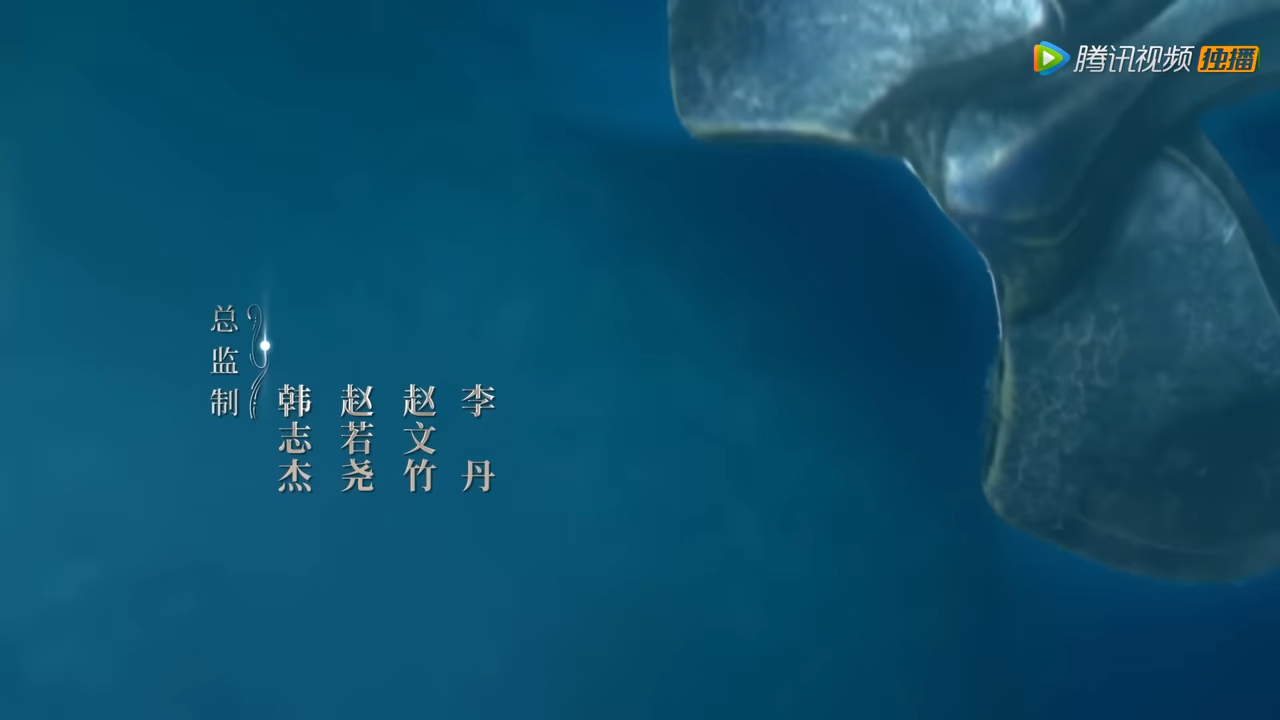 腾讯视频 独播
总监制
韩志杰
赵若尧
赵文竹
李丹